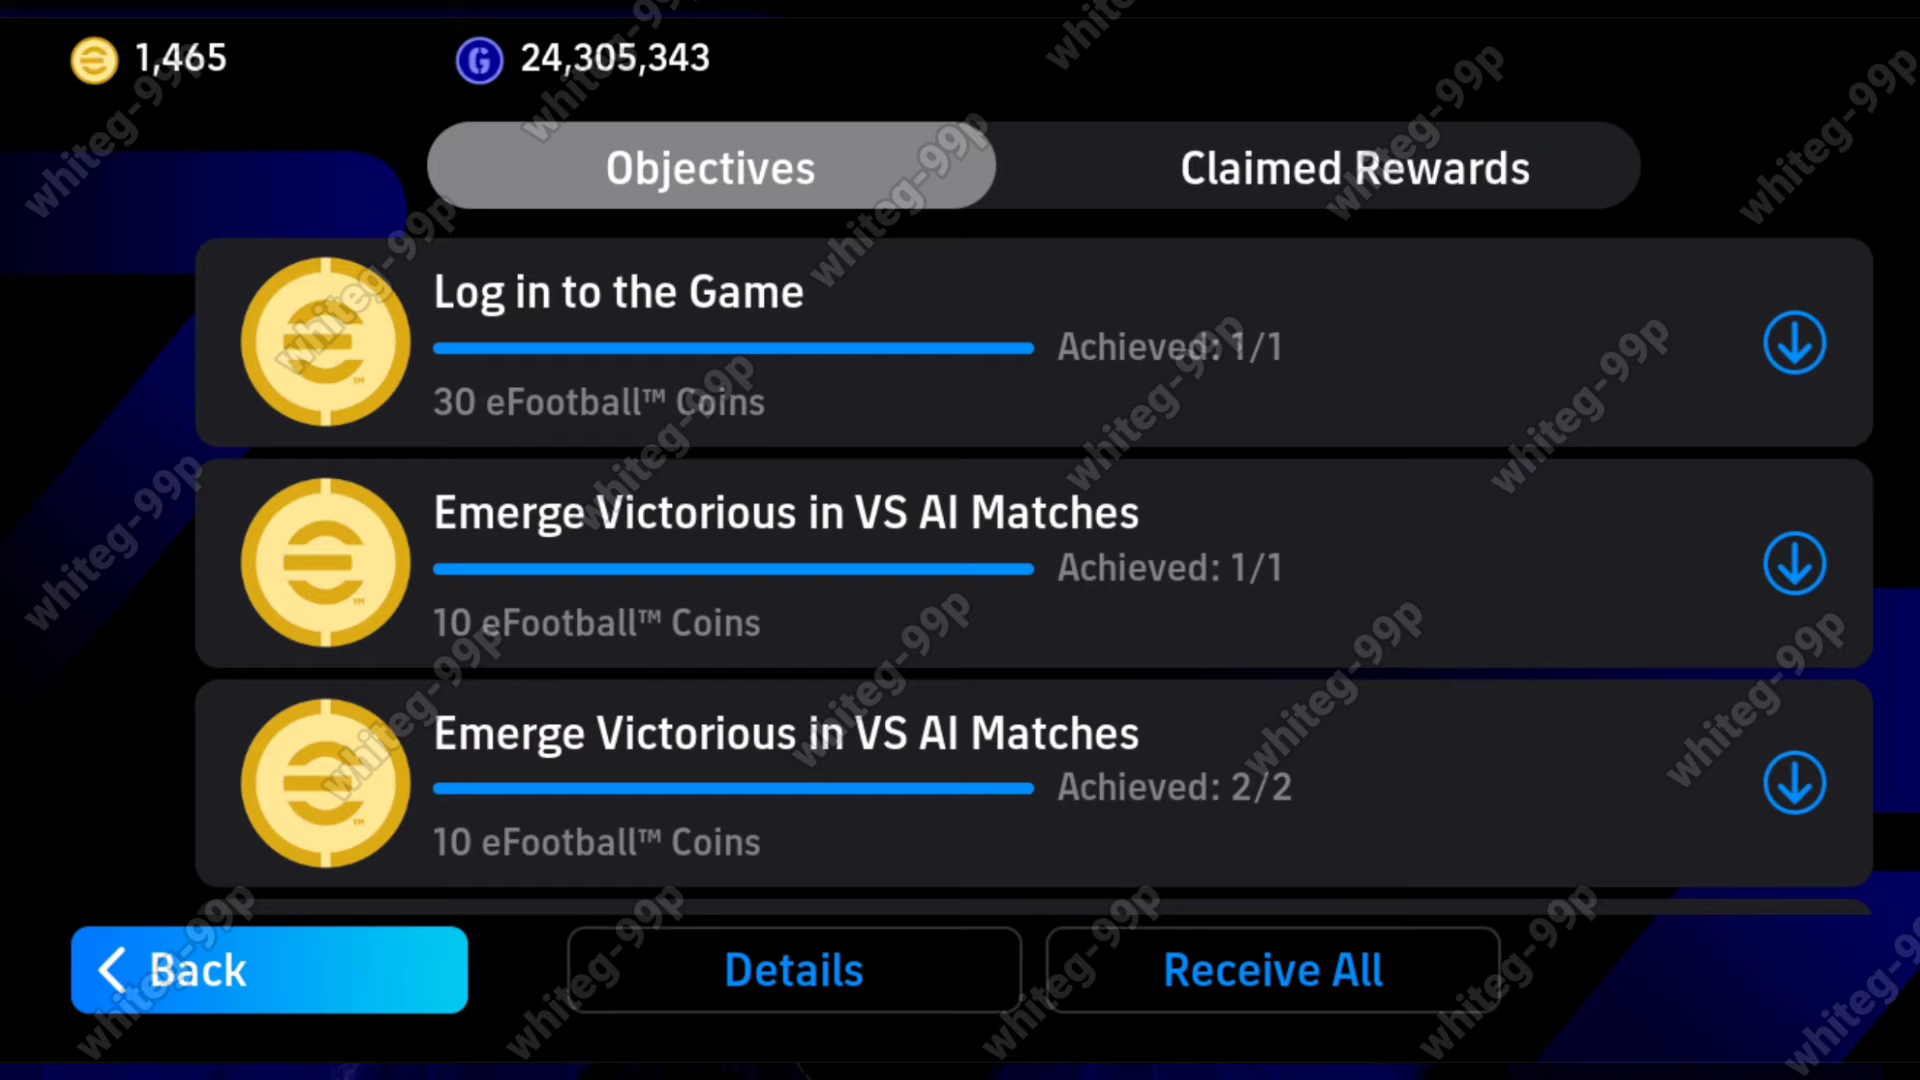 1,465
24,305,343
Objectives
Claimed Rewards
Log in to the Game
Achieved: 1/1
30 eFootball™ Coins
Emerge Victorious in VS AI Matches
Achieved: 1/1
10 eFootball™ Coins
Emerge Victorious in VS AI Matches
Achieved: 2/2
10 eFootball™ Coins
Back
Details
Receive All
whiteg-99p